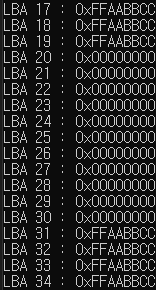 LBA 17 : 0xFFAABBCC
LBA 18 : 0xFFAABBCC
LBA 19 : 0xFFAABBCC
LBA 20 : 0x00000000
LBA 21 : 0x00000000
LBA 22 : 0x00000000
LBA 23 : 0x00000000
LBA 24 : 0x00000000
LBA 25 : 0x00000000
LBA 26 : 0x00000000
LBA 27 : 0x00000000
LBA 28 : 0x00000000
LBA 29 : 0x00000000
LBA 30 : 0x00000000
LBA 31 : 0xFFAABBCC
LBA 32 : 0xFFAABBCC
LBA 33 : 0xFFAABBCC
LBA 34 : 0xFFAABBCC